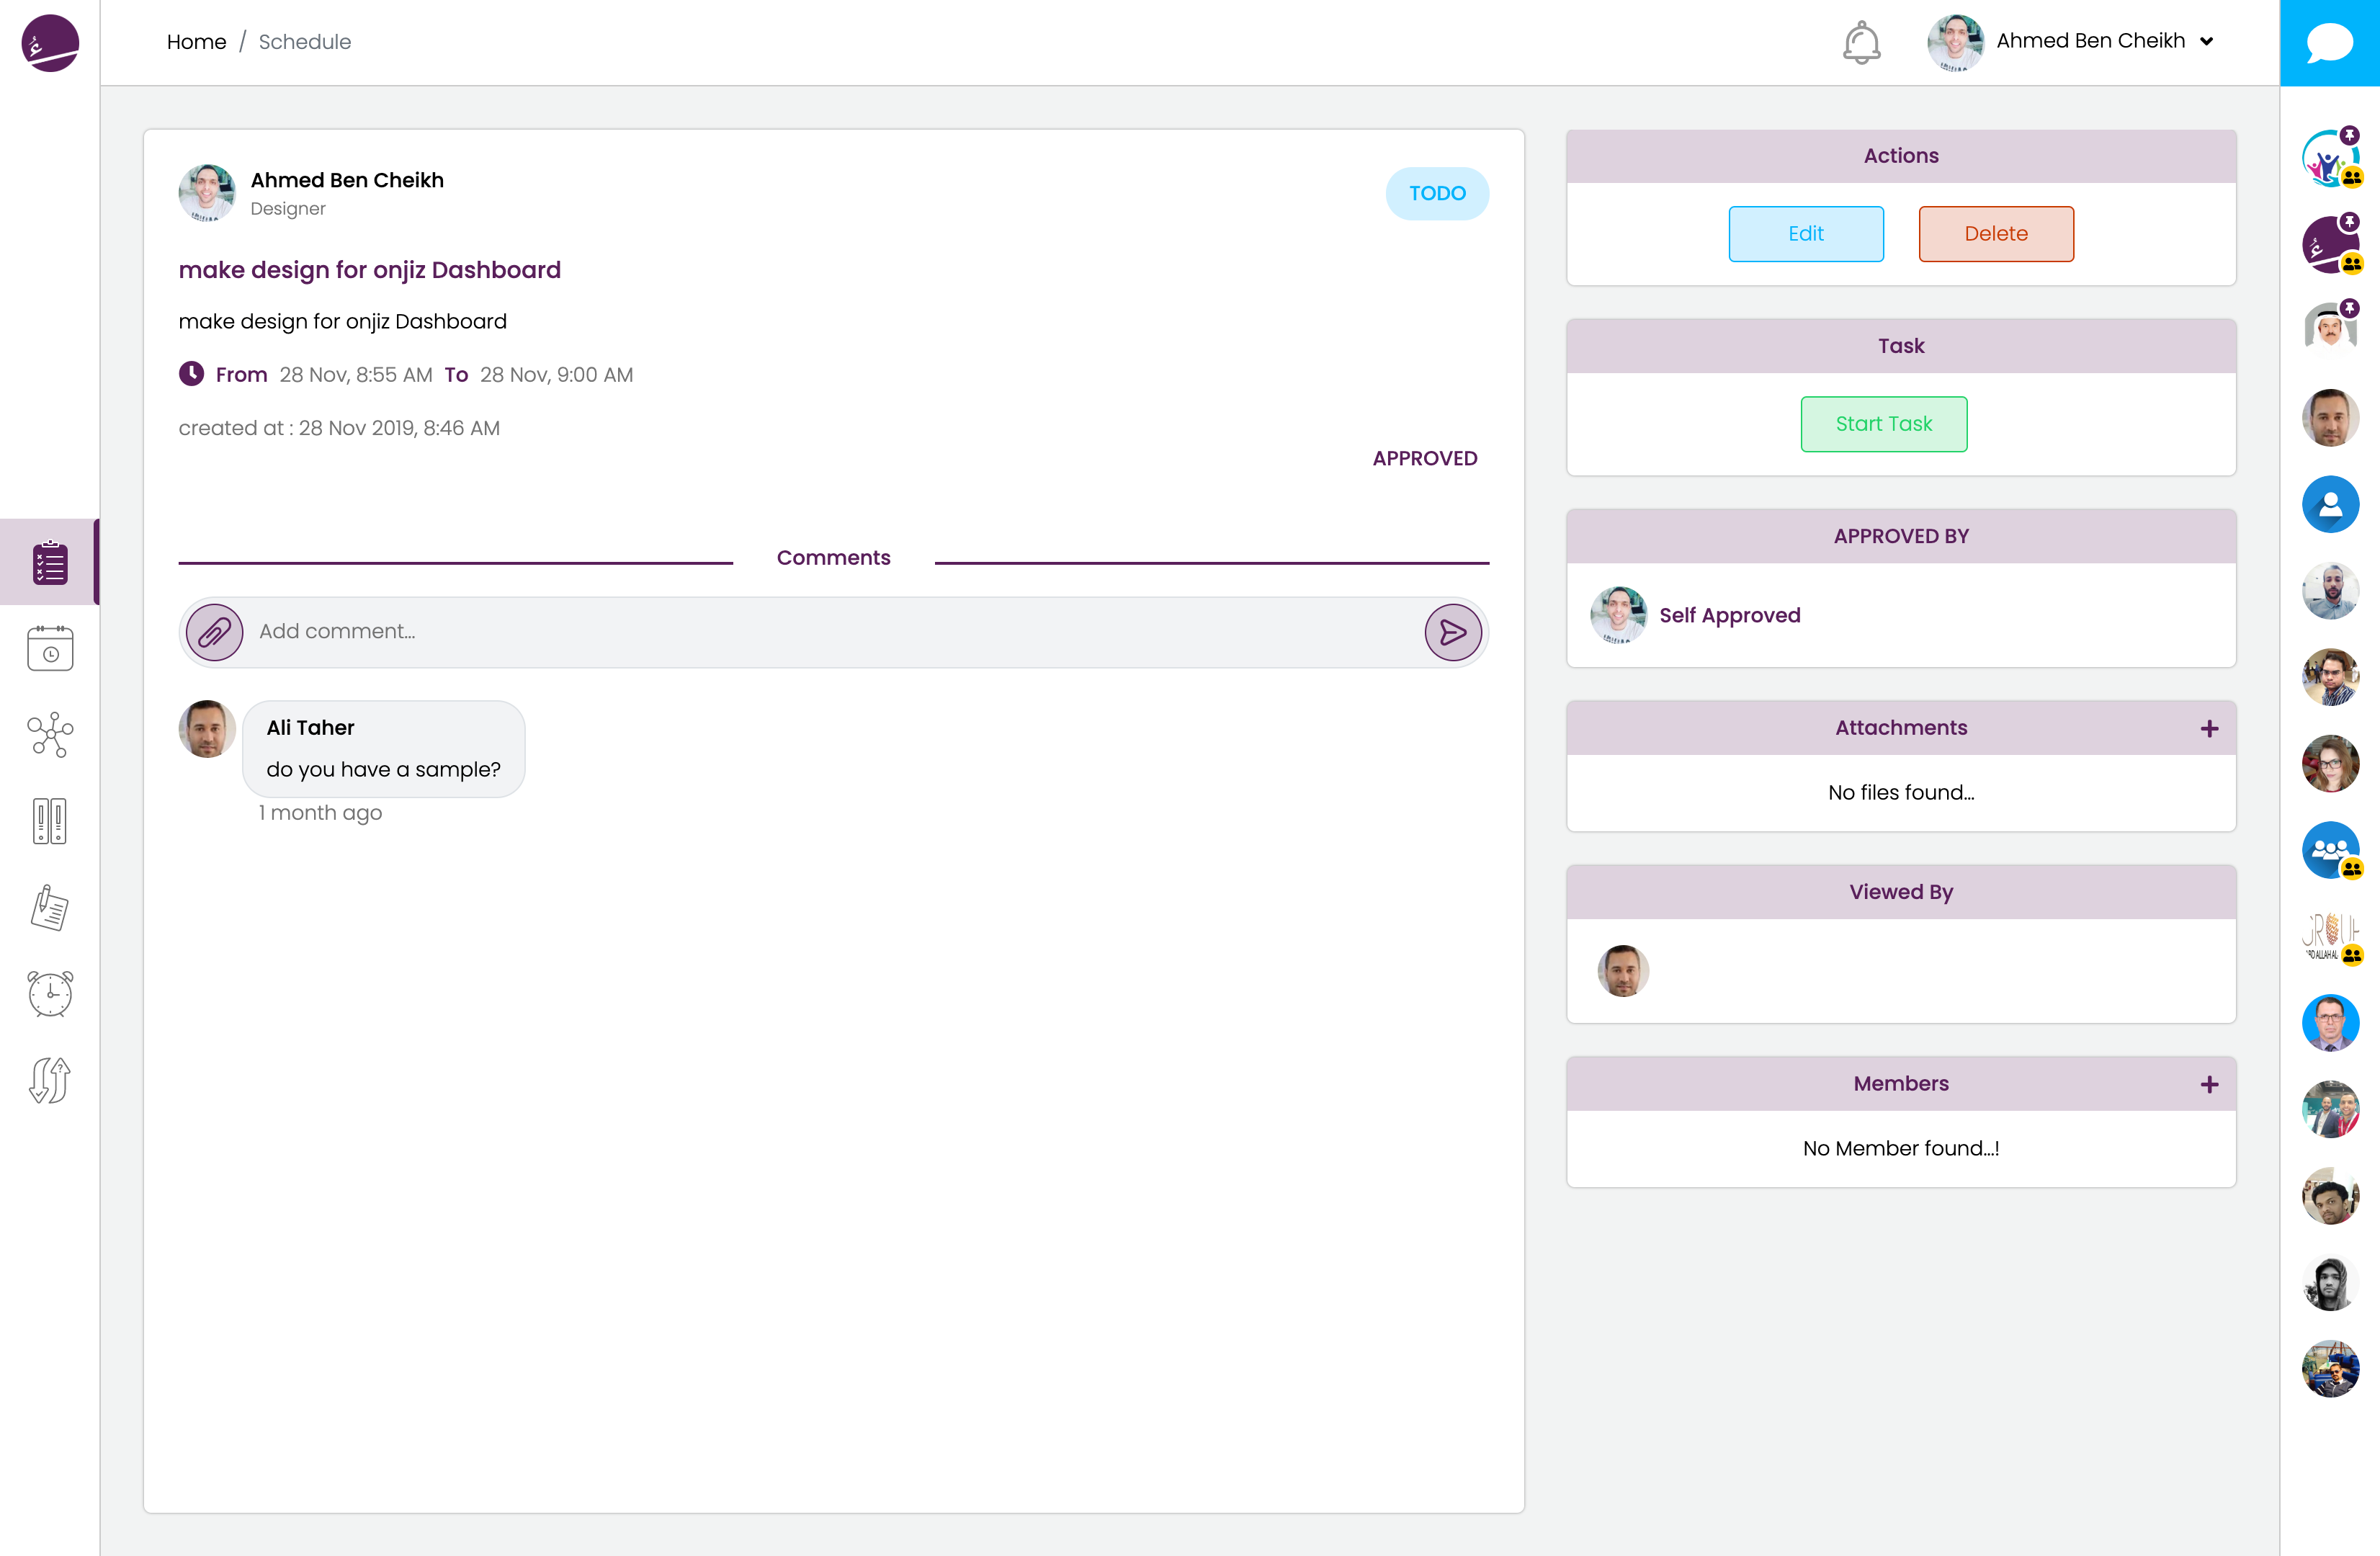 Home / Schedule
Ahmed Ben Cheikh
Ahmed Ben Cheikh
Designer
TODO
make design for onjiz Dashboard
make design for onjiz Dashboard
From 28 Nov, 8:55 AM To 28 Nov, 9:00 AM
created at : 28 Nov 2019, 8:46 AM
APPROVED
Comments
Add comment...
Ali Taher
do you have a sample?
1 month ago
Actions
Edit Delete
Task
Start Task
APPROVED BY
Self Approved
Attachments
No files found...
Viewed By
Members
No Member found...!